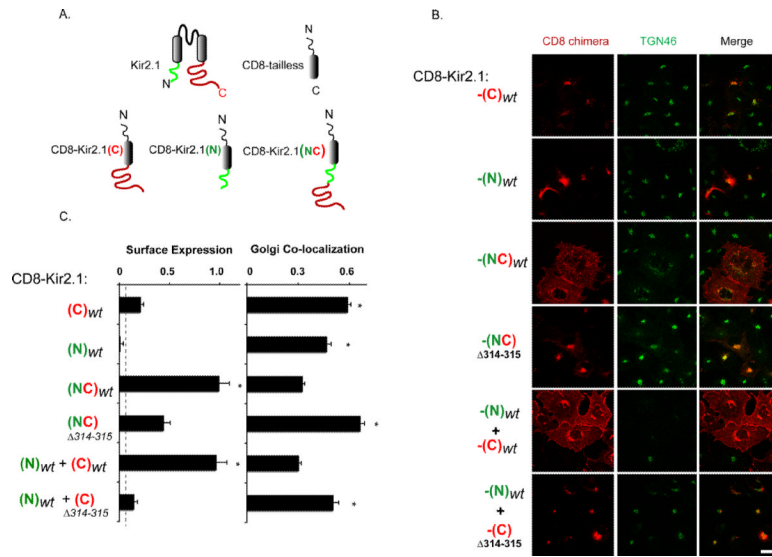 A.
N
Kir2.1
N
C
CD8-tailless
C
N
CD8-Kir2.1(C)
N
CD8-Kir2.1(N)
N
CD8-Kir2.1(NC)
B.
CD8 chimera TGN46 Merge
CD8-Kir2.1:
-(C)wt
-(N)wt
-(NC)wt
-(NC)
Δ314-315
-(N)wt
+
-(C)wt
-(N)wt
+
-(C)
Δ314-315
C.
Surface Expression Golgi Co-localization
CD8-Kir2.1:
0 0.5 1.0 0 0.3 0.6
(C)wt *
(N)wt *
(NC)wt *
(NC) *
Δ314-315
(N)wt + (C)wt *
(N)wt + (C) *
Δ314-315